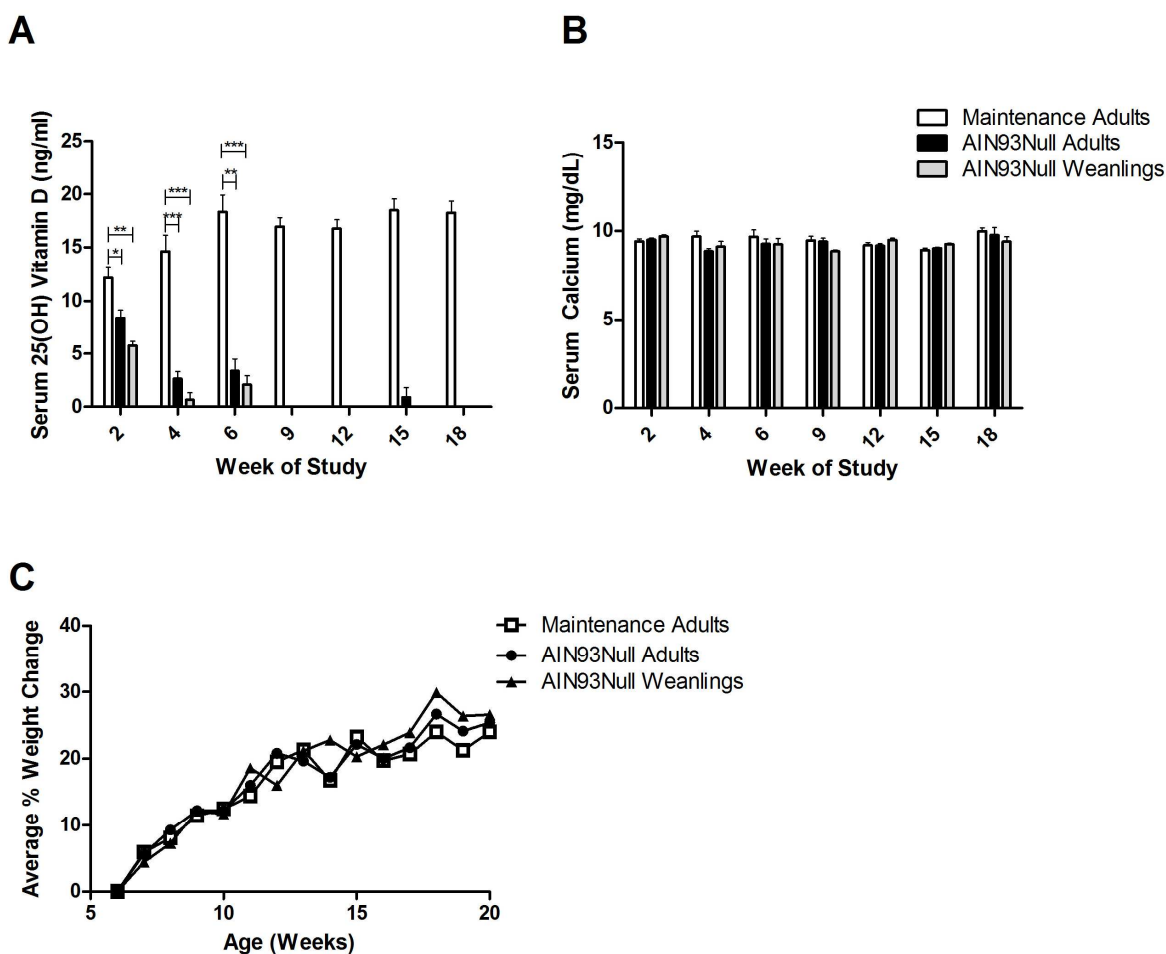 A
Serum 25(OH) Vitamin D (ng/ml)
25
20
15
10
5
0
*
**
***
***
**
***
2
4
6
9
12
15
18
Week of Study
B
Maintenance Adults
AIN93Null Adults
AIN93Null Weanlings
Serum Calcium (mg/dL)
15
10
5
0
2
4
6
9
12
15
18
Week of Study
C
Average % Weight Change
40
30
20
10
0
5
10
15
20
Age (Weeks)
Maintenance Adults
AIN93Null Adults
AIN93Null Weanlings